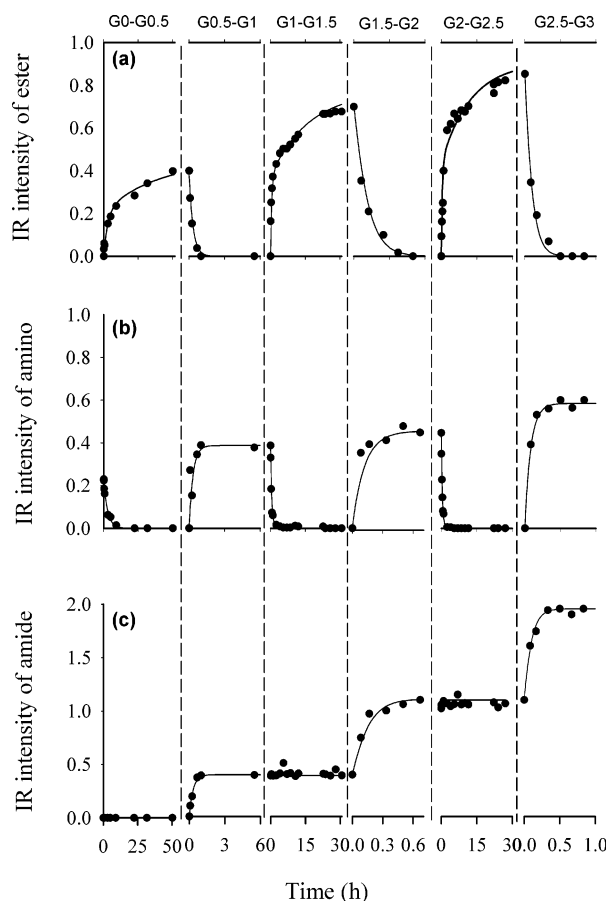 G0-G0.5 G0.5-G1 G1-G1.5 G1.5-G2 G2-G2.5 G2.5-G3
(a)
IR intensity of ester
1.0
0.8
0.6
0.4
0.2
0.0
(b)
IR intensity of amino
1.0
0.8
0.6
0.4
0.2
0.0
(c)
IR intensity of amide
2.0
1.5
1.0
0.5
0.0
0 25 50 0 3 60 15 30.0 0.3 0.6 0 15 30.0 0.5 1.0
Time (h)